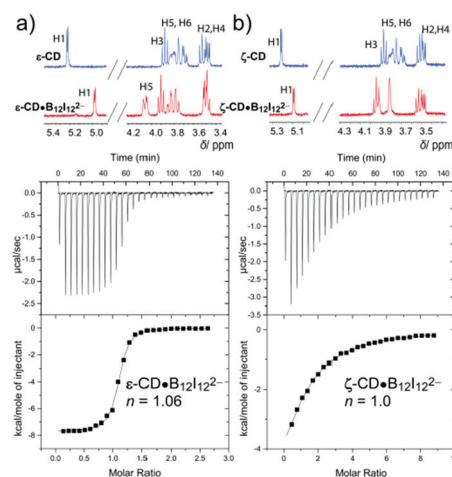 a)
H1
H5, H6
H3
H2,H4
ε-CD
H1
H5
ε-CD•B₁₂I₁₂²⁻
5.4 5.2 5.0 4.2 4.0 3.8 3.6 3.4
δ/ ppm
Time (min)
0 20 40 60 80 100 120 140
µcal/sec
0.0
-0.5
-1.0
-1.5
-2.0
-2.5
kcal/mole of injectant
0
-2
-4
-6
-8
-10
ε-CD•B₁₂I₁₂²⁻
n = 1.06
0.0 0.5 1.0 1.5 2.0 2.5 3.0
Molar Ratio
b)
H1
H5, H6
H3
H2,H4
ζ-CD
H1
ζ-CD•B₁₂I₁₂²⁻
5.3 5.1 4.3 4.1 3.9 3.7 3.5
δ/ ppm
Time (min)
0 20 40 60 80 100 120 140
µcal/sec
0.0
-0.5
-1.0
-1.5
-2.0
-2.5
-3.0
-3.5
kcal/mole of injectant
0
-2
-4
ζ-CD•B₁₂I₁₂²⁻
n = 1.0
0 2 4 6 8
Molar Ratio